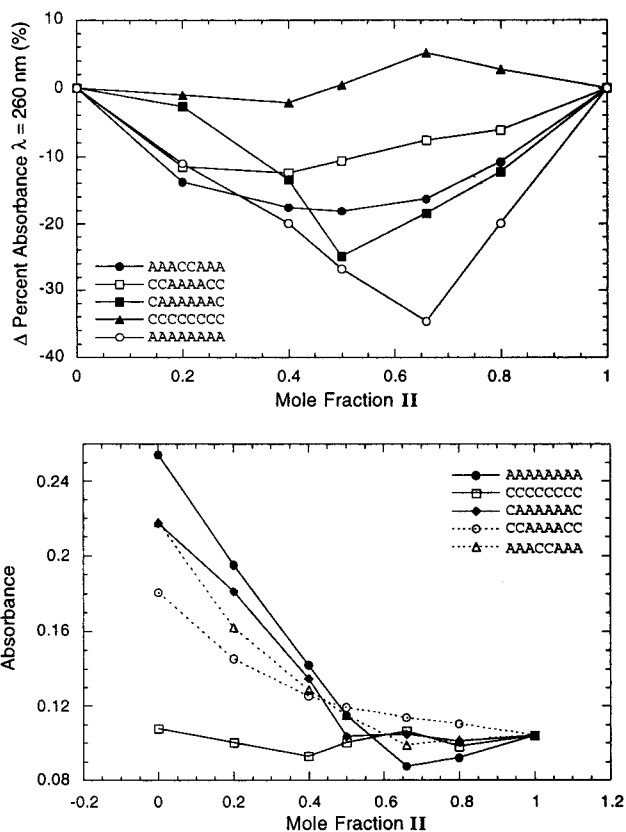 10
0
-10
-20
-30
-40
Δ Percent Absorbance λ = 260 nm (%)
AAACCAAA
CCAAAACC
CAAAAAAC
CCCCCCCC
AAAAAAAA
0 0.2 0.4 0.6 0.8 1
Mole Fraction II
0.24
0.2
0.16
0.12
0.08
Absorbance
AAAAAAAA
CCCCCCCC
CAAAAAAC
CCAAAACC
AAACCAAA
-0.2 0 0.2 0.4 0.6 0.8 1 1.2
Mole Fraction II